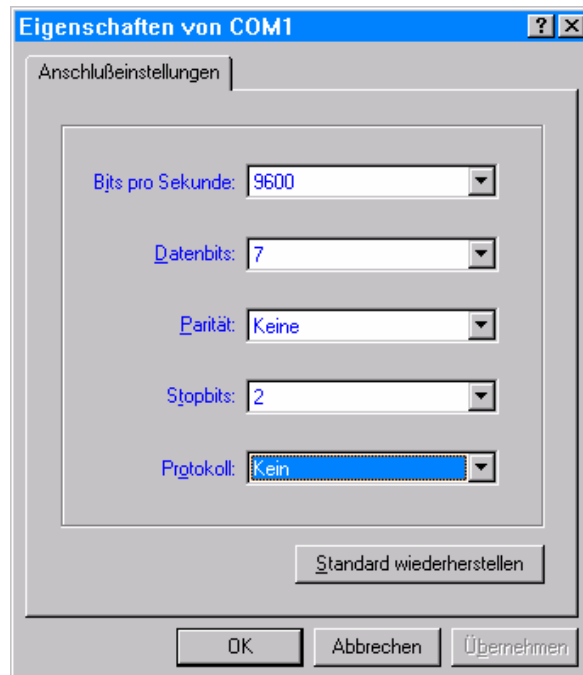 Eigenschaften von COM1
Anschlußeinstellungen
Bits pro Sekunde: 9600
Datenbits: 7
Parität: Keine
Stopbits: 2
Protokoll: Kein
Standard wiederherstellen
OK Abbrechen Übernehmen